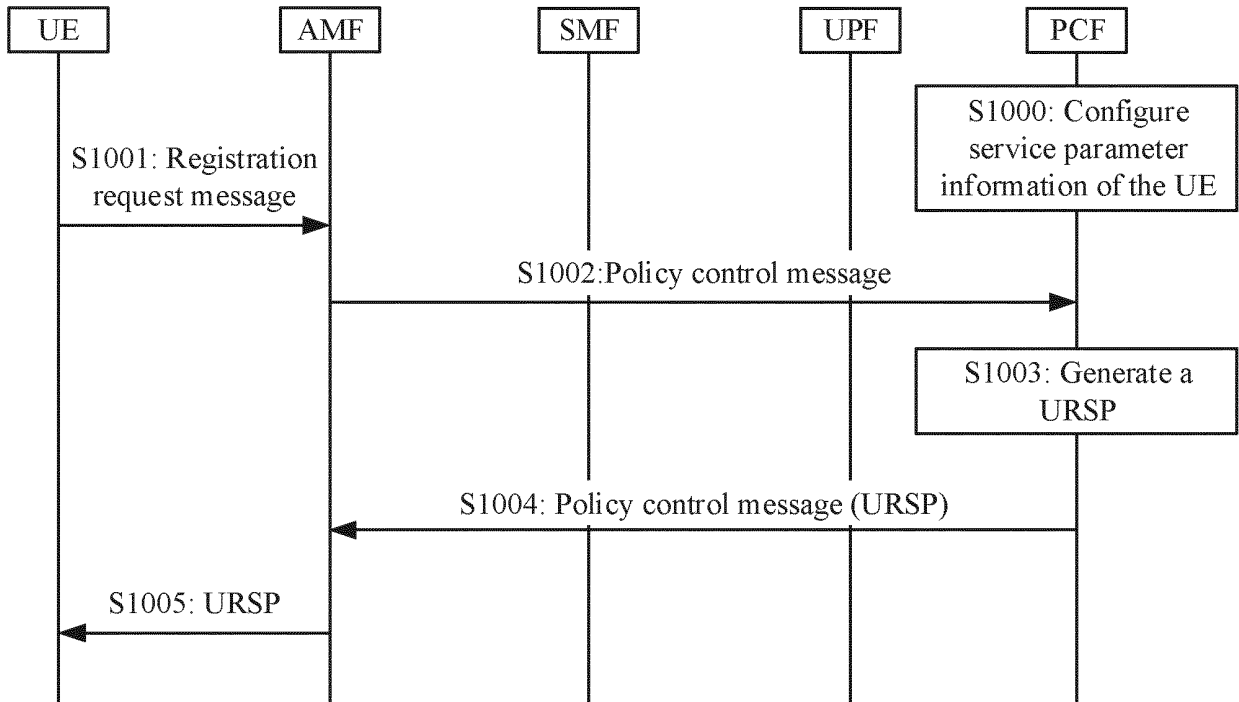 UE
AMF
SMF
UPF
PCF
S1000: Configure
service parameter
information of the UE
S1001: Registration
request message
S1002:Policy control message
S1003: Generate a
URSP
S1004: Policy control message (URSP)
S1005: URSP